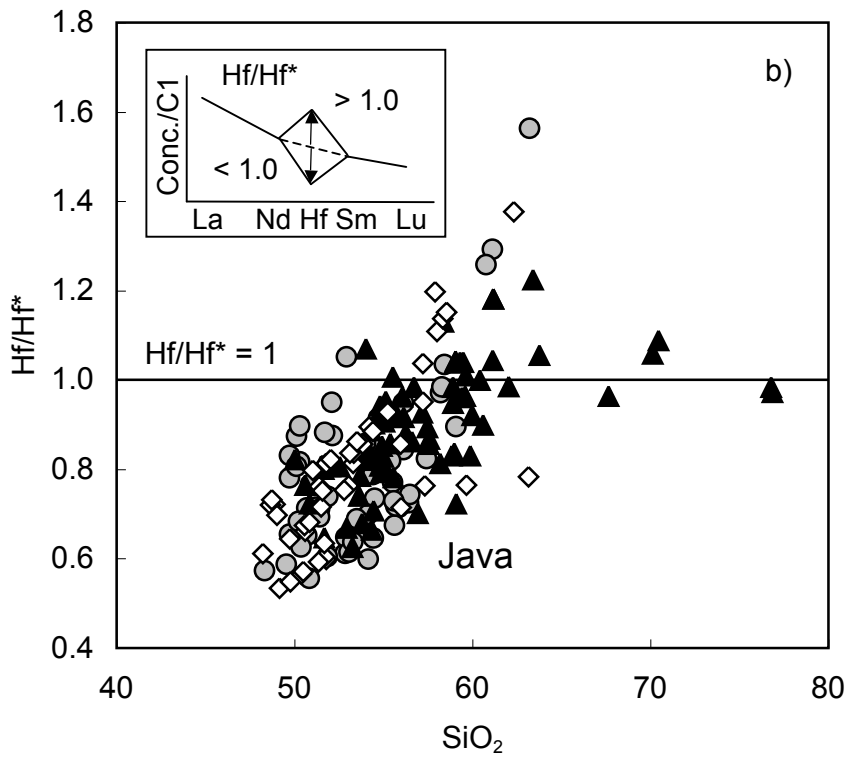 1.8
1.6
1.4
1.2
1.0
0.8
0.6
0.4
Hf/Hf*
b)
Hf/Hf*
> 1.0
< 1.0
Conc./C1
La Nd Hf Sm Lu
Hf/Hf* = 1
Java
40 50 60 70 80
SiO₂